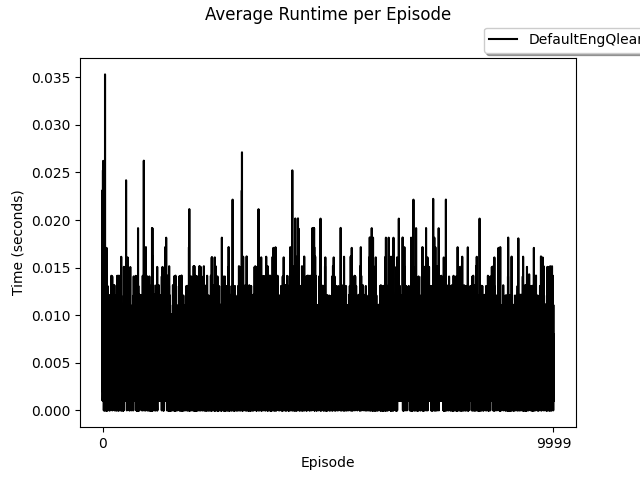 Average Runtime per Episode
DefaultEngQlear
0.035
0.030
0.025
0.020
0.015
0.010
0.005
0.000
Time (seconds)
0
9999
Episode